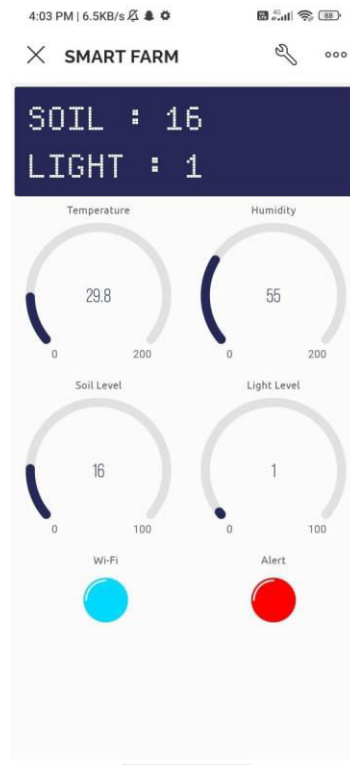 4:03 PM | 6.5KB/s
4G
88
SMART FARM
SOIL : 16
LIGHT : 1
Temperature
Humidity
29.8
55
0
200
0
200
Soil Level
Light Level
16
1
0
100
0
100
Wi-Fi
Alert